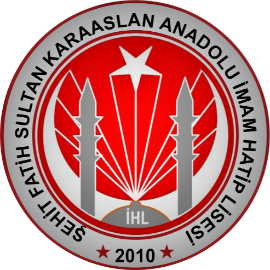 ŞEHİT FATİH SULTAN KARAASLAN ANADOLU İMAM HATİP LİSESİ
İHL
2010